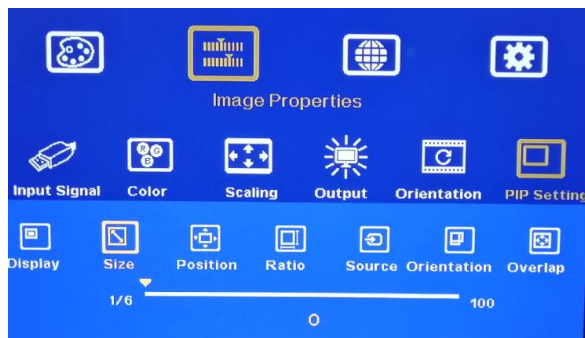 Image Properties
R G B
Input Signal Color Scaling Output Orientation PIP Setting
Display Size Position Ratio Source Orientation Overlap
1/6 100
0